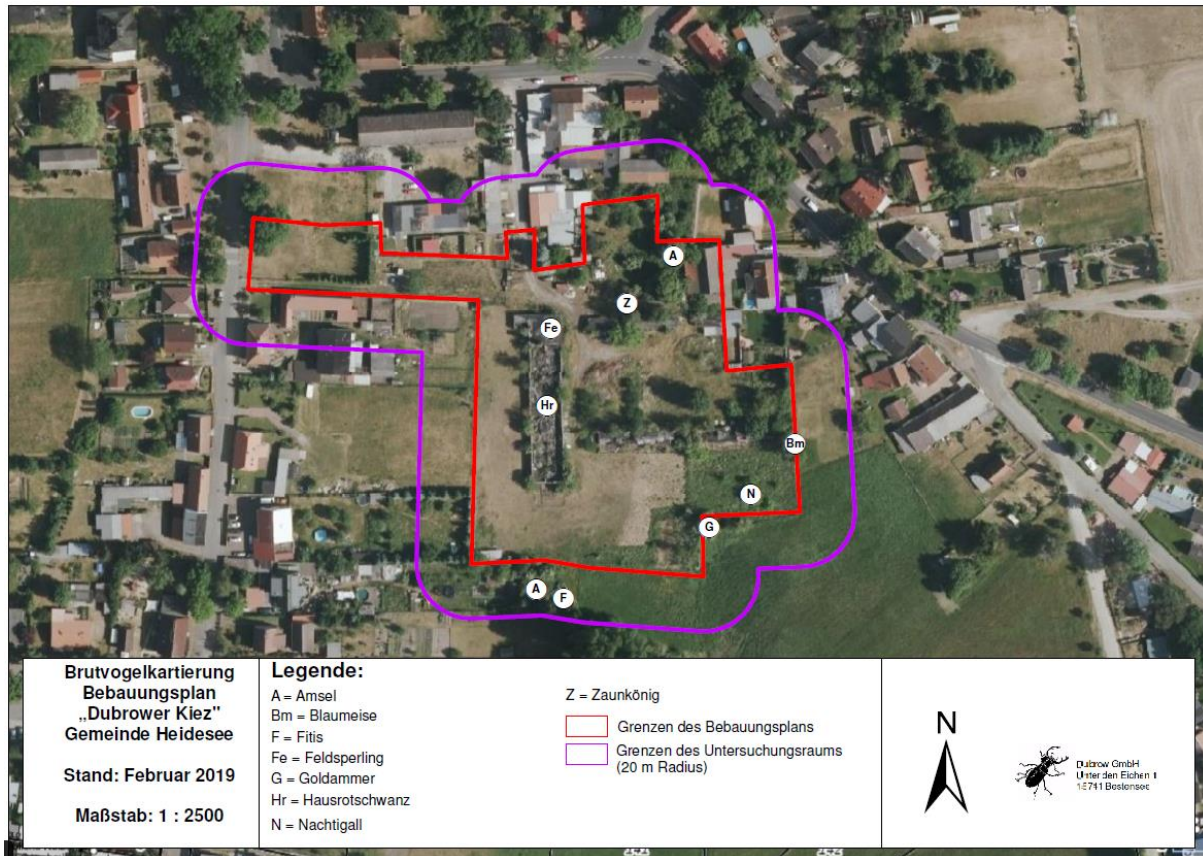 A
Z
Fe
Hr
Bm
N
G
A
F
Brutvogelkartierung
Bebauungsplan
„Dubrower Kiez"
Gemeinde Heidesee
Stand: Februar 2019
Maßstab: 1 : 2500
Legende:
A = Amsel
Bm = Blaumeise
F = Fitis
Fe = Feldsperling
G = Goldammer
Hr = Hausrotschwanz
N = Nachtigall
Z = Zaunkönig
Grenzen des Bebauungsplans
Grenzen des Untersuchungsraums
(20 m Radius)
N
Dubrow GmbH
Unter den Eichen 1
15741 Bestensee